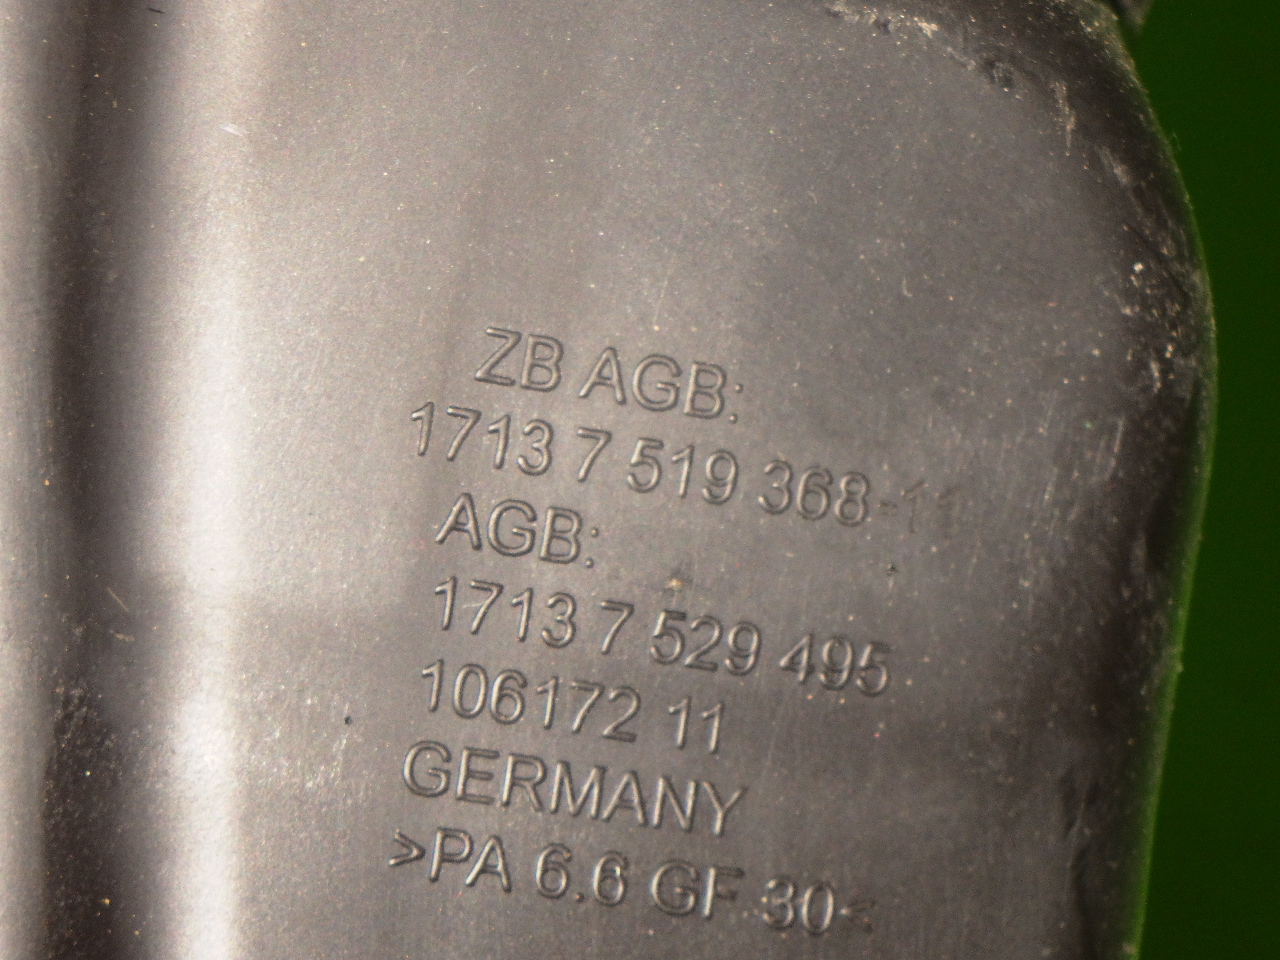 ZB AGB:
1713 7 519 368-11
AGB:
1713 7 529 495
106172 11
GERMANY
>PA 6.6 GF 30<